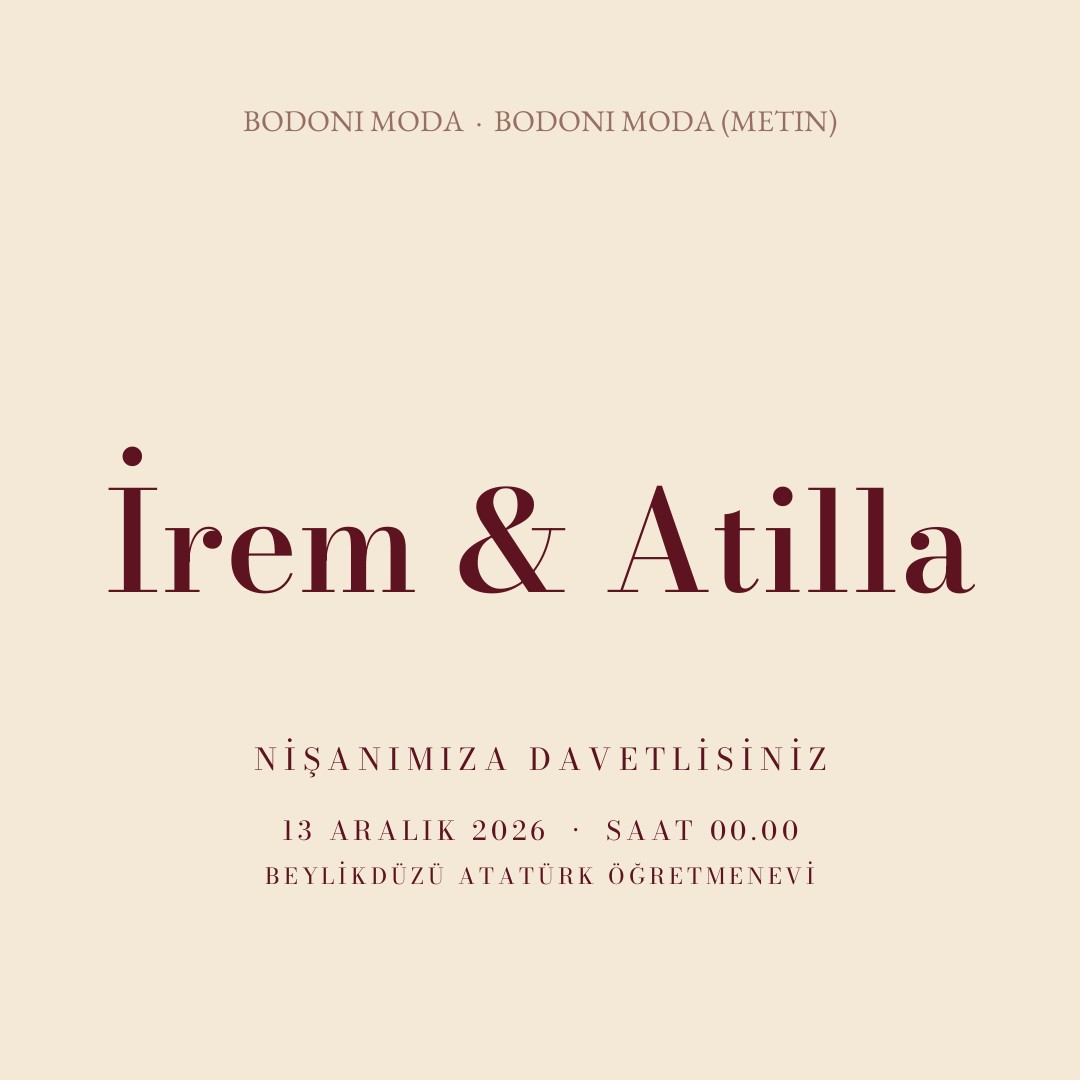 BODONI MODA · BODONI MODA (METIN)
İrem & Atilla
NİŞANIMIZA DAVETLİSİNİZ
13 ARALIK 2026 · SAAT 00.00
BEYLİKDÜZÜ ATATÜRK ÖĞRETMENEVİ